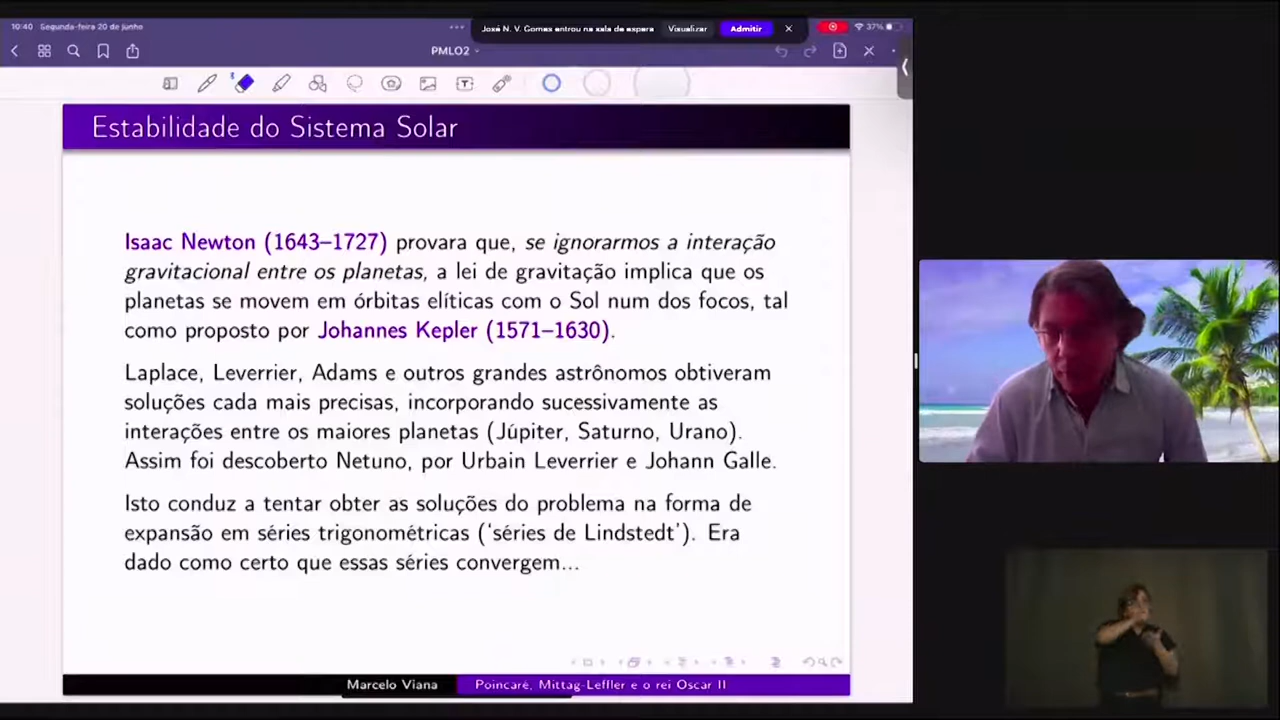 10:40 Segunda-feira 20 de junho
José N. V. Gomes entrou na sala de espera Visualizar Admitir
37%
PML02
Estabilidade do Sistema Solar
Isaac Newton (1643–1727) provara que, se ignorarmos a interação
gravitacional entre os planetas, a lei de gravitação implica que os
planetas se movem em órbitas elíticas com o Sol num dos focos, tal
como proposto por Johannes Kepler (1571–1630).
Laplace, Leverrier, Adams e outros grandes astrônomos obtiveram
soluções cada mais precisas, incorporando sucessivamente as
interações entre os maiores planetas (Júpiter, Saturno, Urano).
Assim foi descoberto Netuno, por Urbain Leverrier e Johann Galle.
Isto conduz a tentar obter as soluções do problema na forma de
expansão em séries trigonométricas (‘séries de Lindstedt’). Era
dado como certo que essas séries convergem...
Marcelo Viana Poincaré, Mittag-Leffler e o rei Oscar II